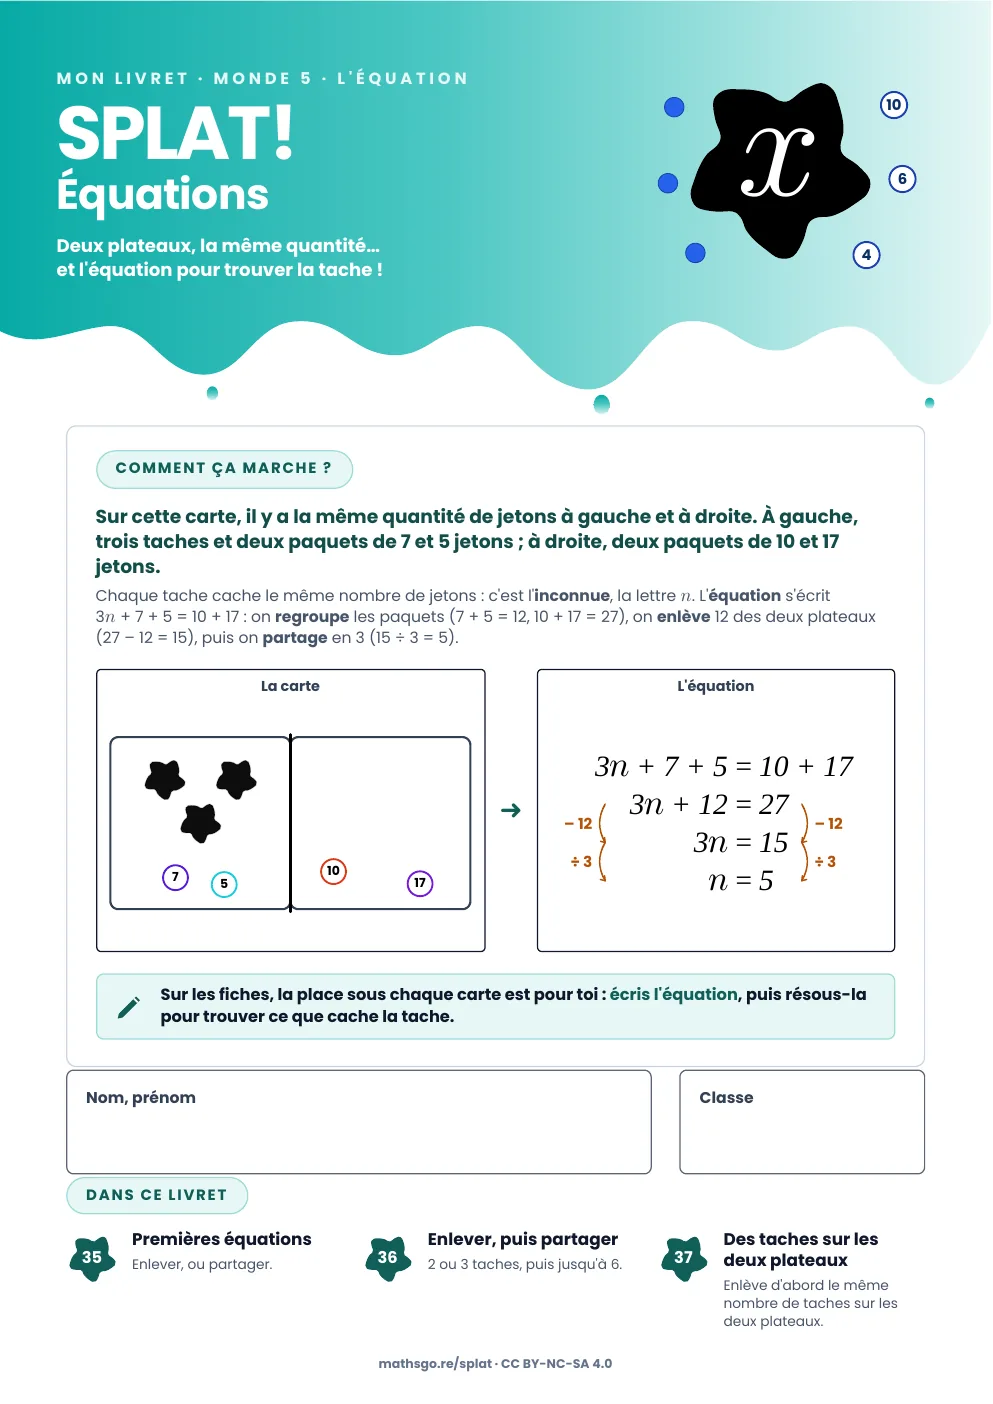 MON LIVRET · MONDE 5 · L'ÉQUATION
SPLAT!
Équations
Deux plateaux, la même quantité...
et l'équation pour trouver la tache !
x
10
6
4
COMMENT ÇA MARCHE ?
Sur cette carte, il y a la même quantité de jetons à gauche et à droite. À gauche,
trois taches et deux paquets de 7 et 5 jetons ; à droite, deux paquets de 10 et 17
jetons.
Chaque tache cache le même nombre de jetons : c'est l'inconnue, la lettre n. L'équation s'écrit
3n + 7 + 5 = 10 + 17 : on regroupe les paquets (7 + 5 = 12, 10 + 17 = 27), on enlève 12 des deux plateaux
(27 − 12 = 15), puis on partage en 3 (15 ÷ 3 = 5).
La carte
7
5
10
17
➜
L'équation
3n + 7 + 5 = 10 + 17
3n + 12 = 27
− 12
− 12
3n = 15
÷ 3
÷ 3
n = 5
Sur les fiches, la place sous chaque carte est pour toi : écris l'équation, puis résous-la
pour trouver ce que cache la tache.
Nom, prénom
Classe
DANS CE LIVRET
35
Premières équations
Enlever, ou partager.
36
Enlever, puis partager
2 ou 3 taches, puis jusqu'à 6.
37
Des taches sur les
deux plateaux
Enlève d'abord le même
nombre de taches sur les
deux plateaux.
mathsgo.re/splat · CC BY-NC-SA 4.0